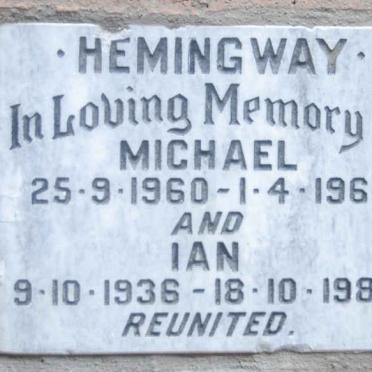 · HEMINGWAY ·
In Loving Memory
MICHAEL
25·9·1960 – 1·4·196
AND
IAN
9·10·1936 – 18·10·198
REUNITED.